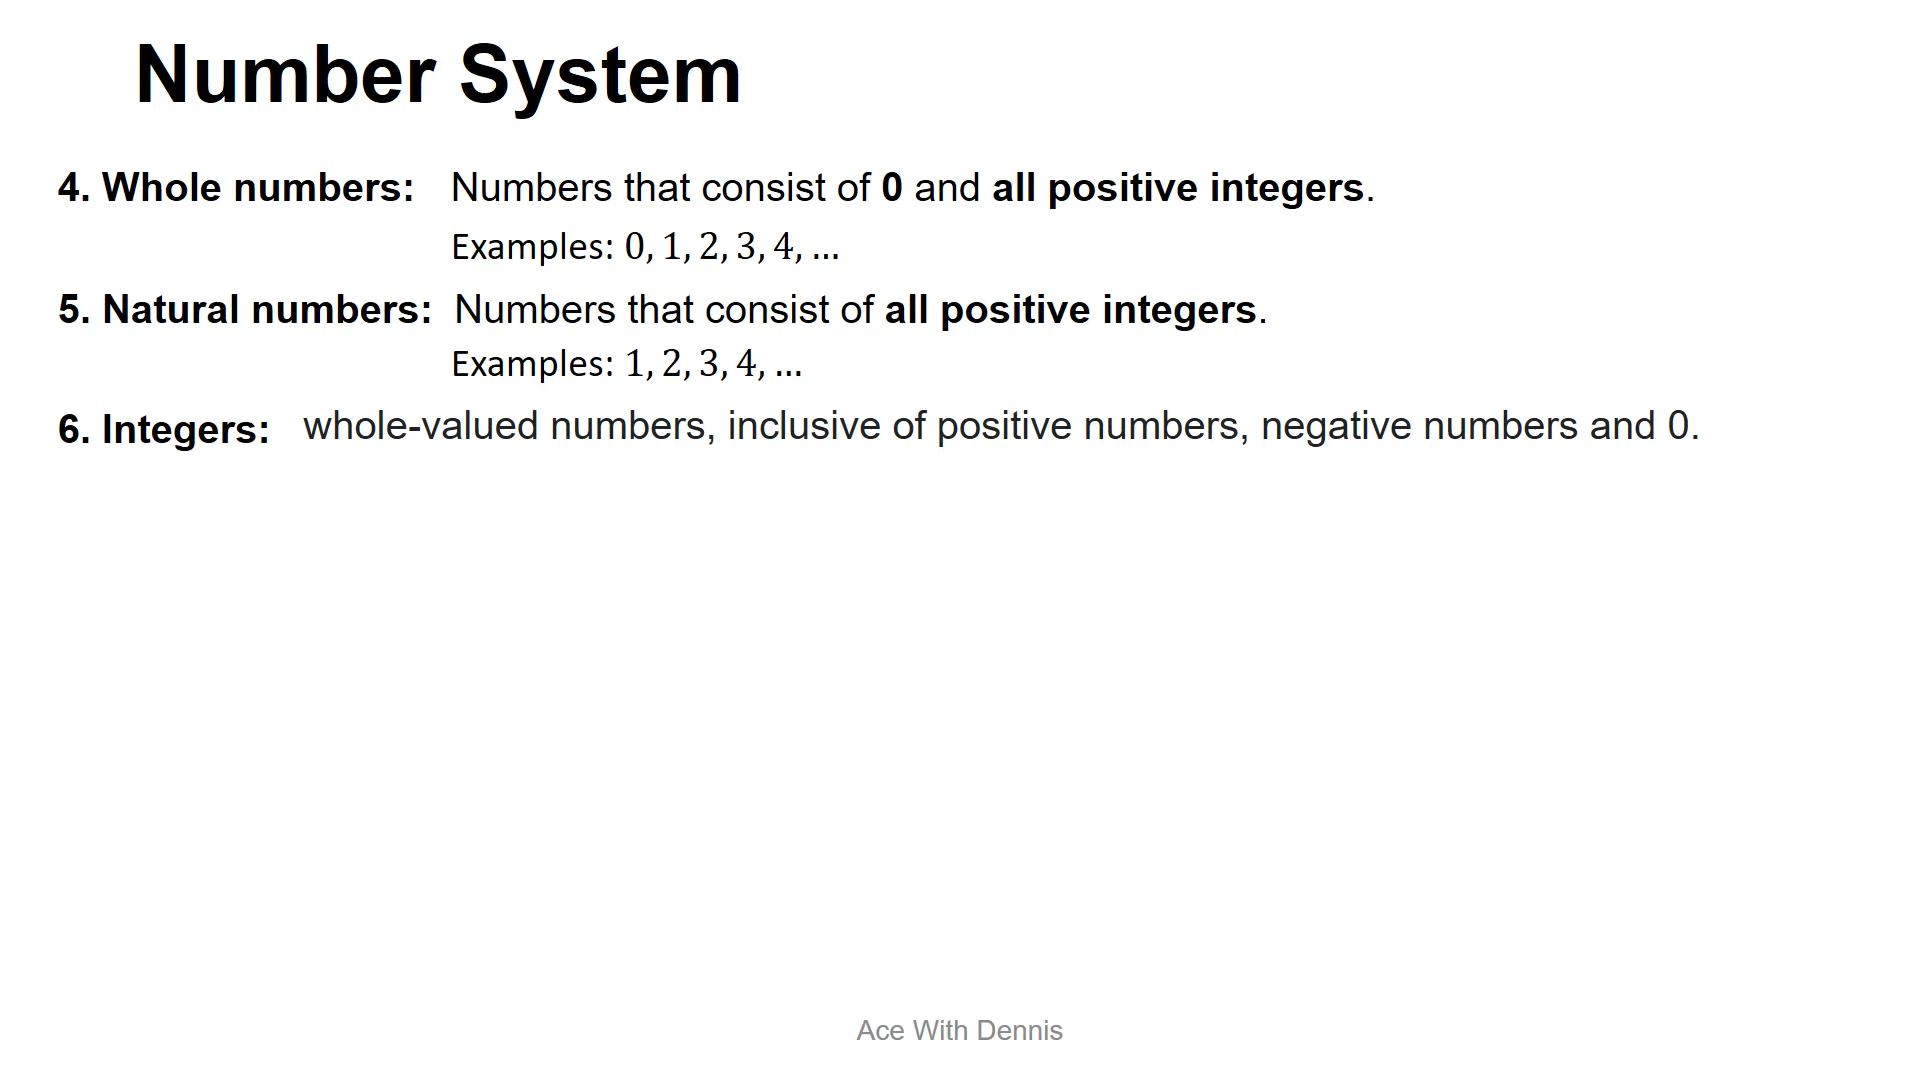 Number System
4. Whole numbers: Numbers that consist of 0 and all positive integers.
Examples: 0, 1, 2, 3, 4, …
5. Natural numbers: Numbers that consist of all positive integers.
Examples: 1, 2, 3, 4, …
6. Integers: whole-valued numbers, inclusive of positive numbers, negative numbers and 0.
Ace With Dennis